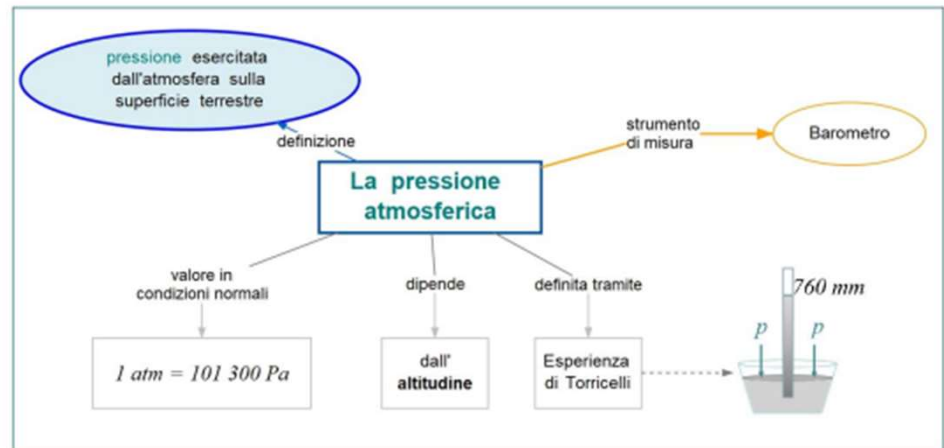 pressione esercitata
dall'atmosfera sulla
superficie terrestre
definizione
strumento
di misura
Barometro
La pressione
atmosferica
valore in
condizioni normali
dipende
definita tramite
760 mm
1 atm = 101 300 Pa
dall'
altitudine
Esperienza
di Torricelli
p
p